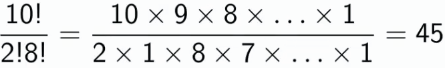 10!/2!8! = 10 × 9 × 8 × . . . × 1/2 × 1 × 8 × 7 × . . . × 1 = 45